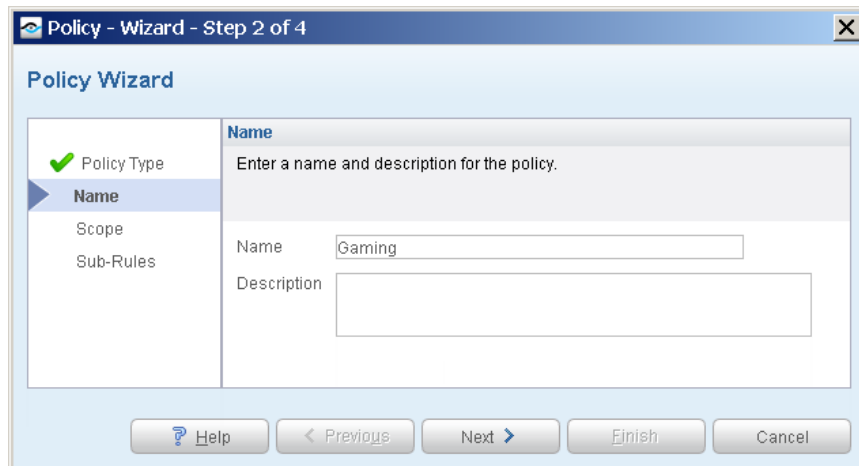 Policy - Wizard - Step 2 of 4
Policy Wizard
Policy Type
Name
Scope
Sub-Rules
Name
Enter a name and description for the policy.
Name Gaming
Description
Help Previous Next Finish Cancel